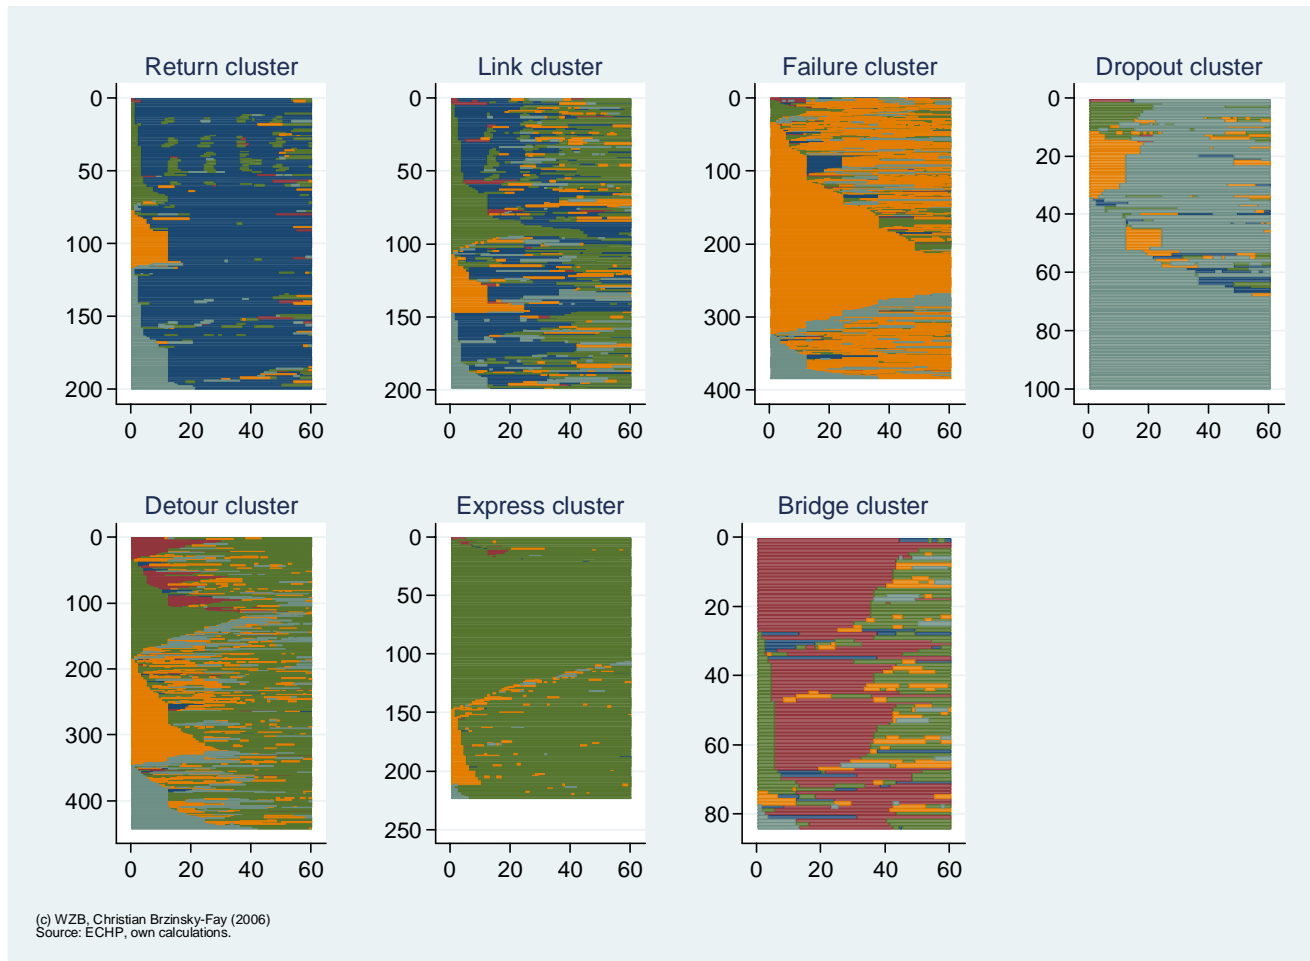 Return cluster
Link cluster
Failure cluster
Dropout cluster
0
50
100
150
200
0 20 40 60
0
50
100
150
200
0 20 40 60
0
100
200
300
400
0 20 40 60
0
20
40
60
80
100
0 20 40 60
Detour cluster
Express cluster
Bridge cluster
0
100
200
300
400
0 20 40 60
0
50
100
150
200
250
0 20 40 60
0
20
40
60
80
0 20 40 60
(c) WZB, Christian Brzinsky-Fay (2006)
Source: ECHP, own calculations.